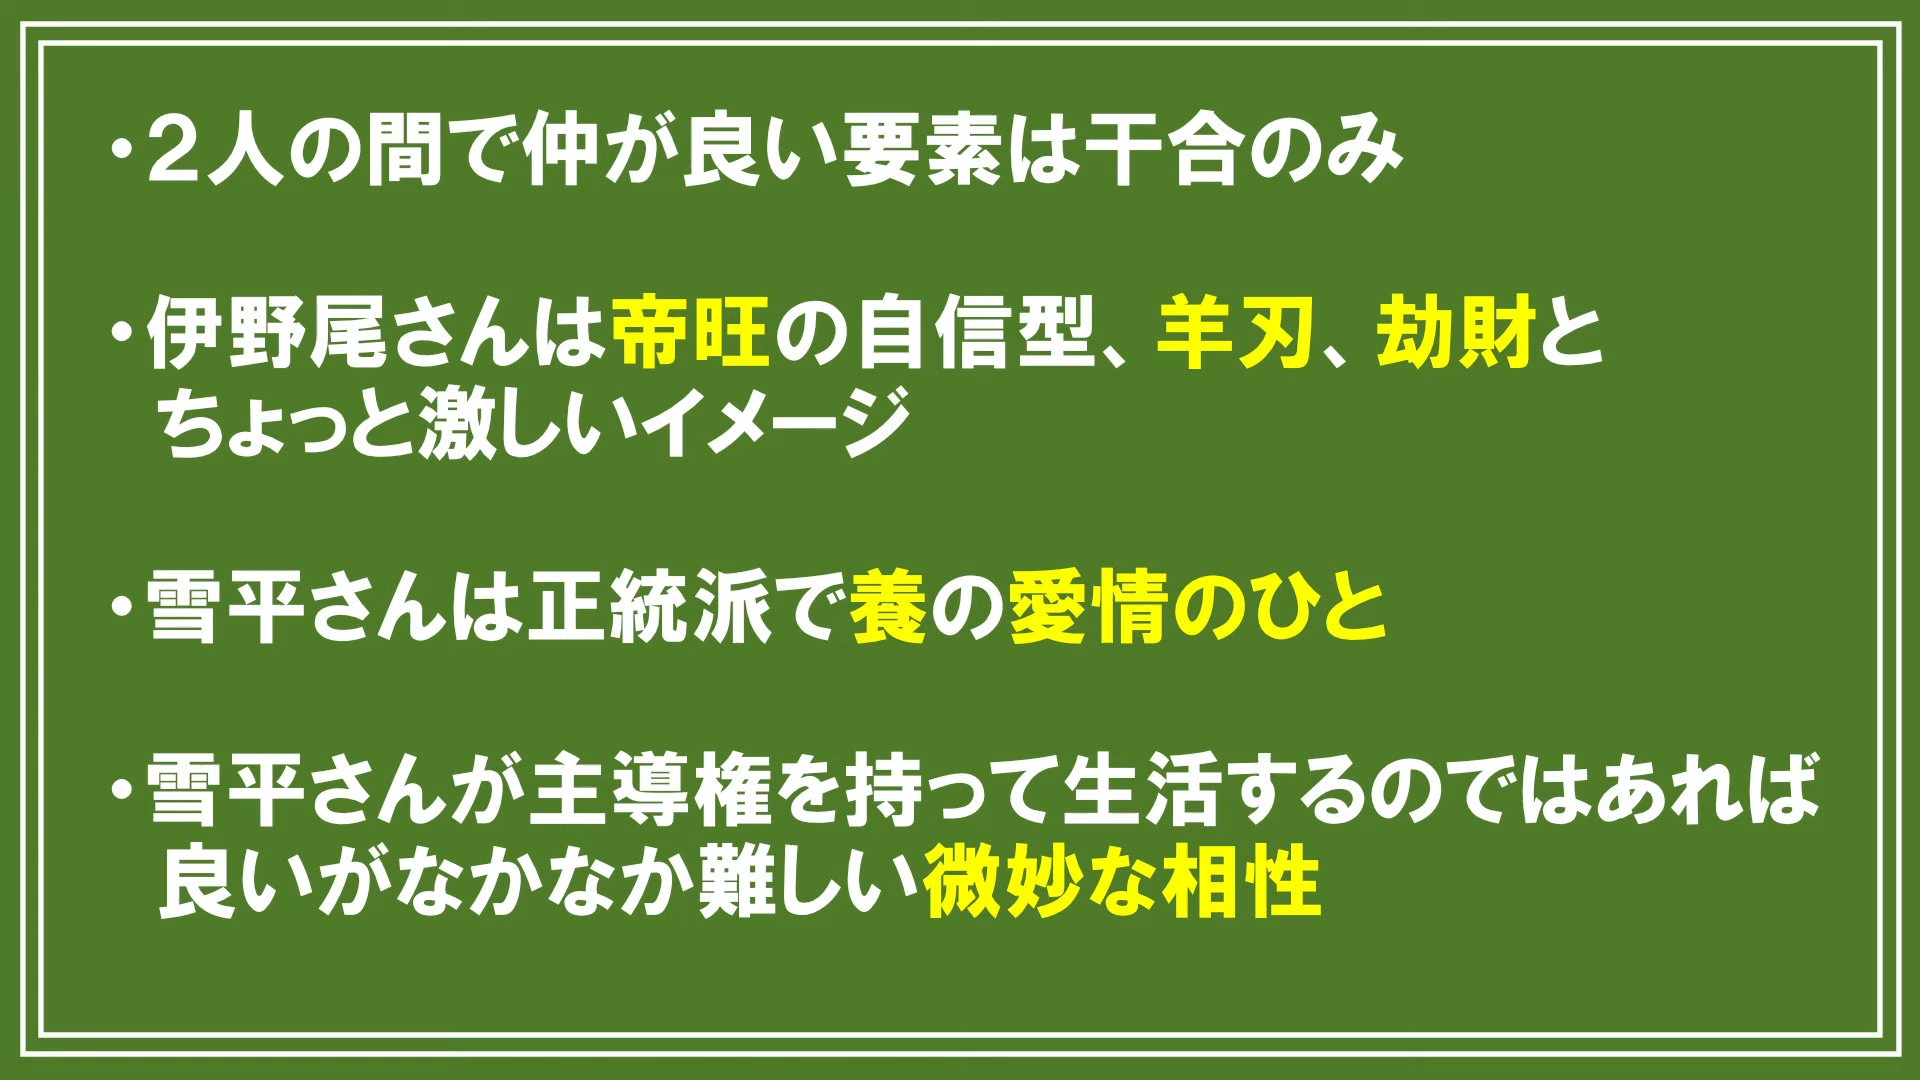 ・２人の間で仲が良い要素は干合のみ
・伊野尾さんは帝旺の自信型、羊刃、劫財と
ちょっと激しいイメージ
・雪平さんは正統派で養の愛情のひと
・雪平さんが主導権を持って生活するのではあれば
良いがなかなか難しい微妙な相性